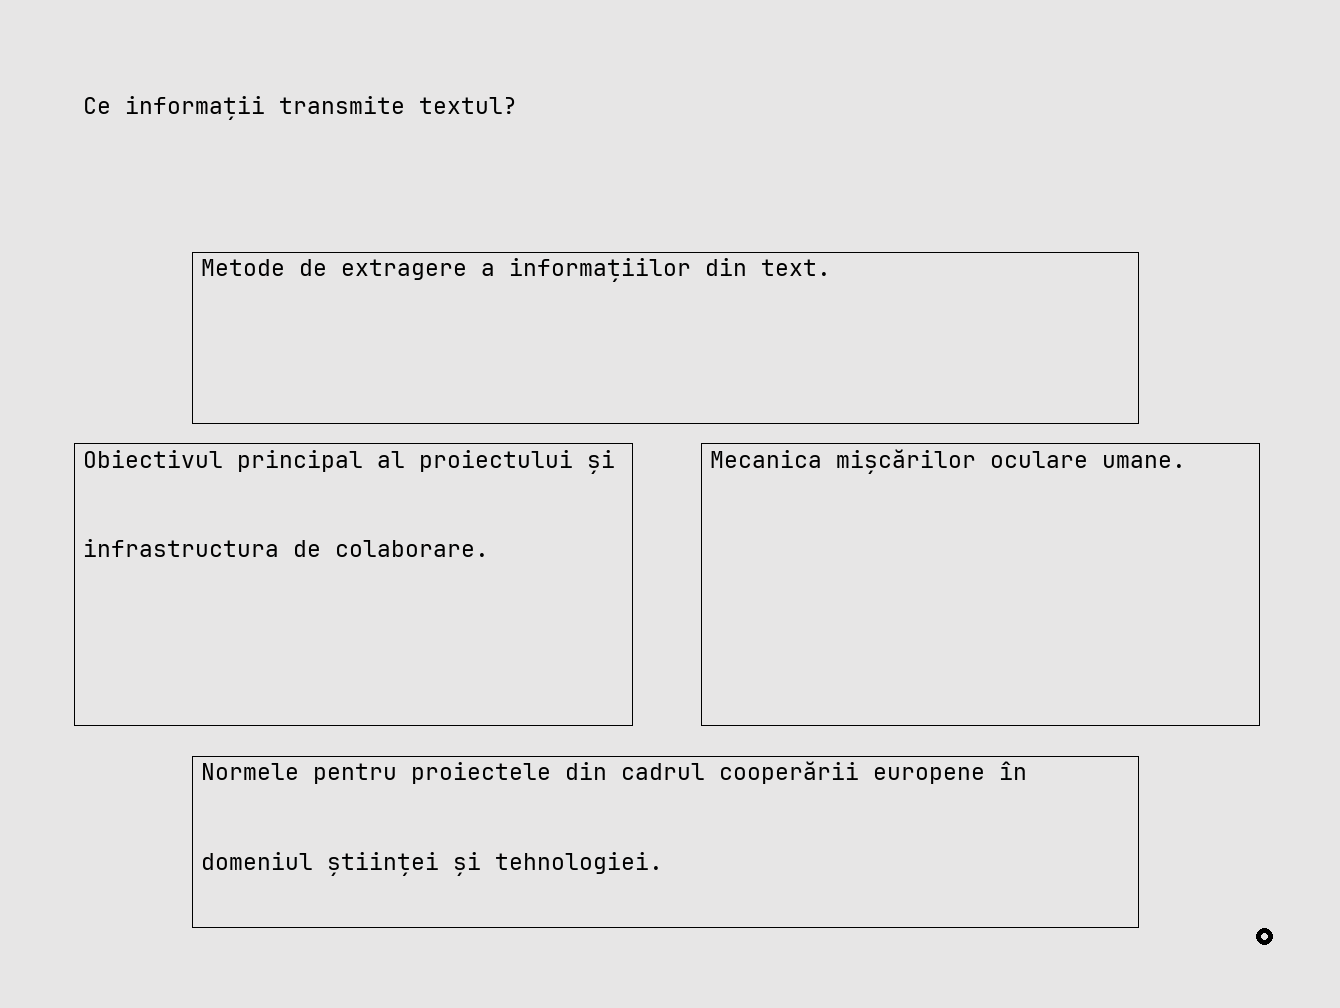 Ce informații transmite textul?
Metode de extragere a informațiilor din text.
Obiectivul principal al proiectului și
infrastructura de colaborare.
Mecanica mișcărilor oculare umane.
Normele pentru proiectele din cadrul cooperării europene în
domeniul științei și tehnologiei.